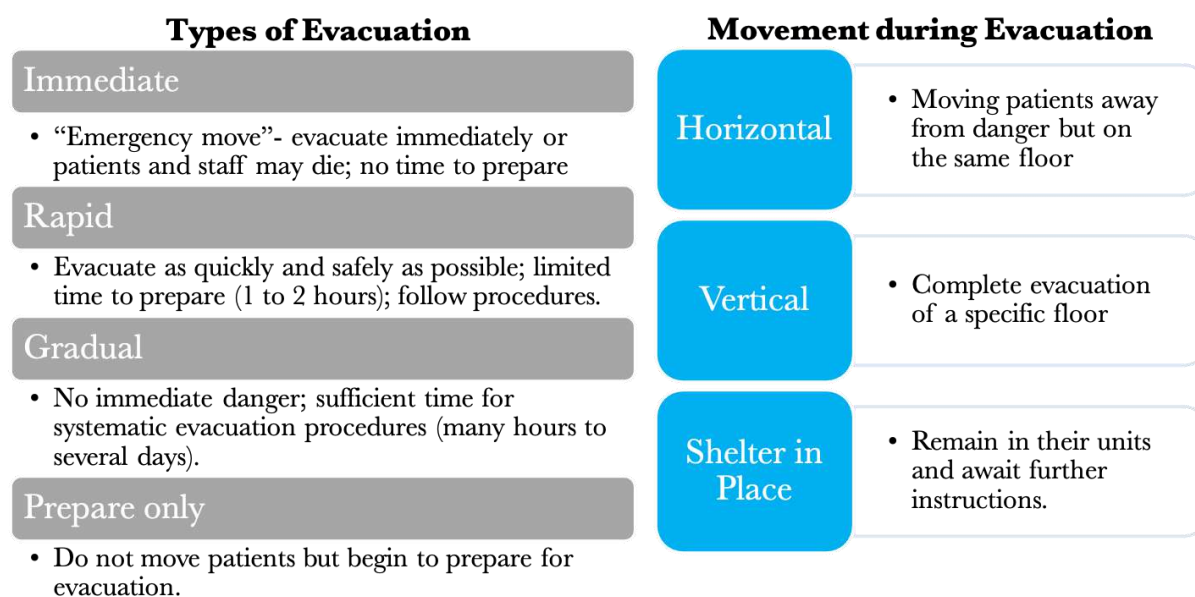 Types of Evacuation
Immediate
• “Emergency move”- evacuate immediately or
patients and staff may die; no time to prepare
Rapid
• Evacuate as quickly and safely as possible; limited
time to prepare (1 to 2 hours); follow procedures.
Gradual
• No immediate danger; sufficient time for
systematic evacuation procedures (many hours to
several days).
Prepare only
• Do not move patients but begin to prepare for
evacuation.
Movement during Evacuation
Horizontal
• Moving patients away
from danger but on
the same floor
Vertical
• Complete evacuation
of a specific floor
Shelter in
Place
• Remain in their units
and await further
instructions.